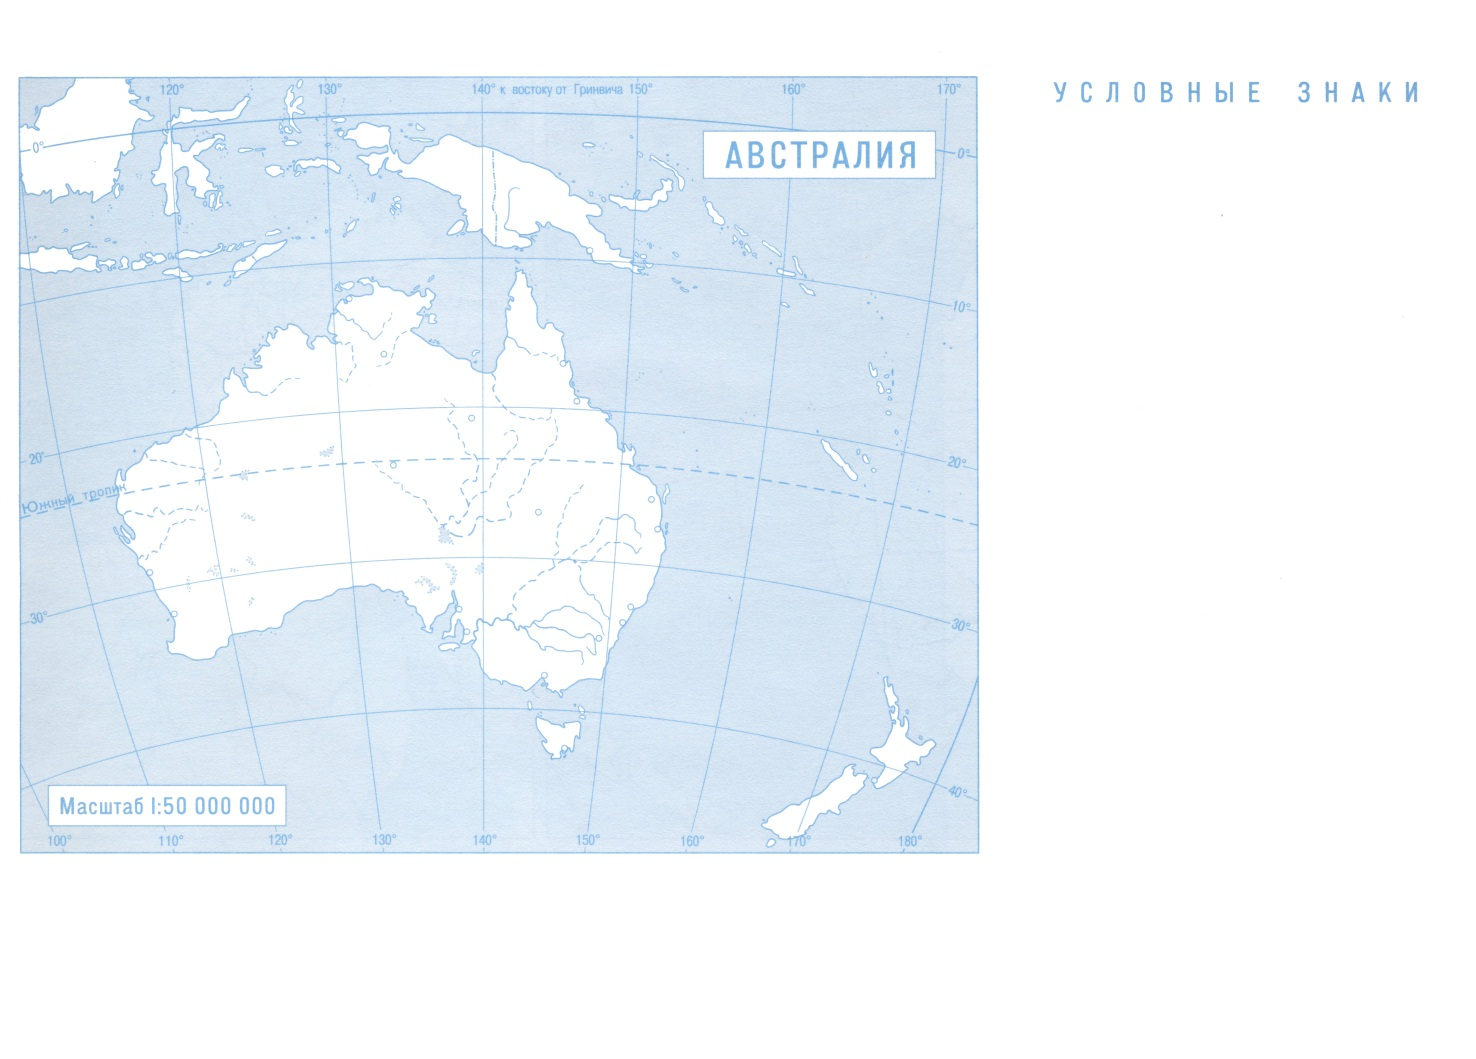 120° 130° 140° к востоку от Гринвича 150° 160° 170°
УСЛОВНЫЕ ЗНАКИ
АВСТРАЛИЯ
0° 0°
10°
20° 20°
Южный тропик
30° 30°
40°
Масштаб 1:50 000 000
100° 110° 120° 130° 140° 150° 160° 170° 180°